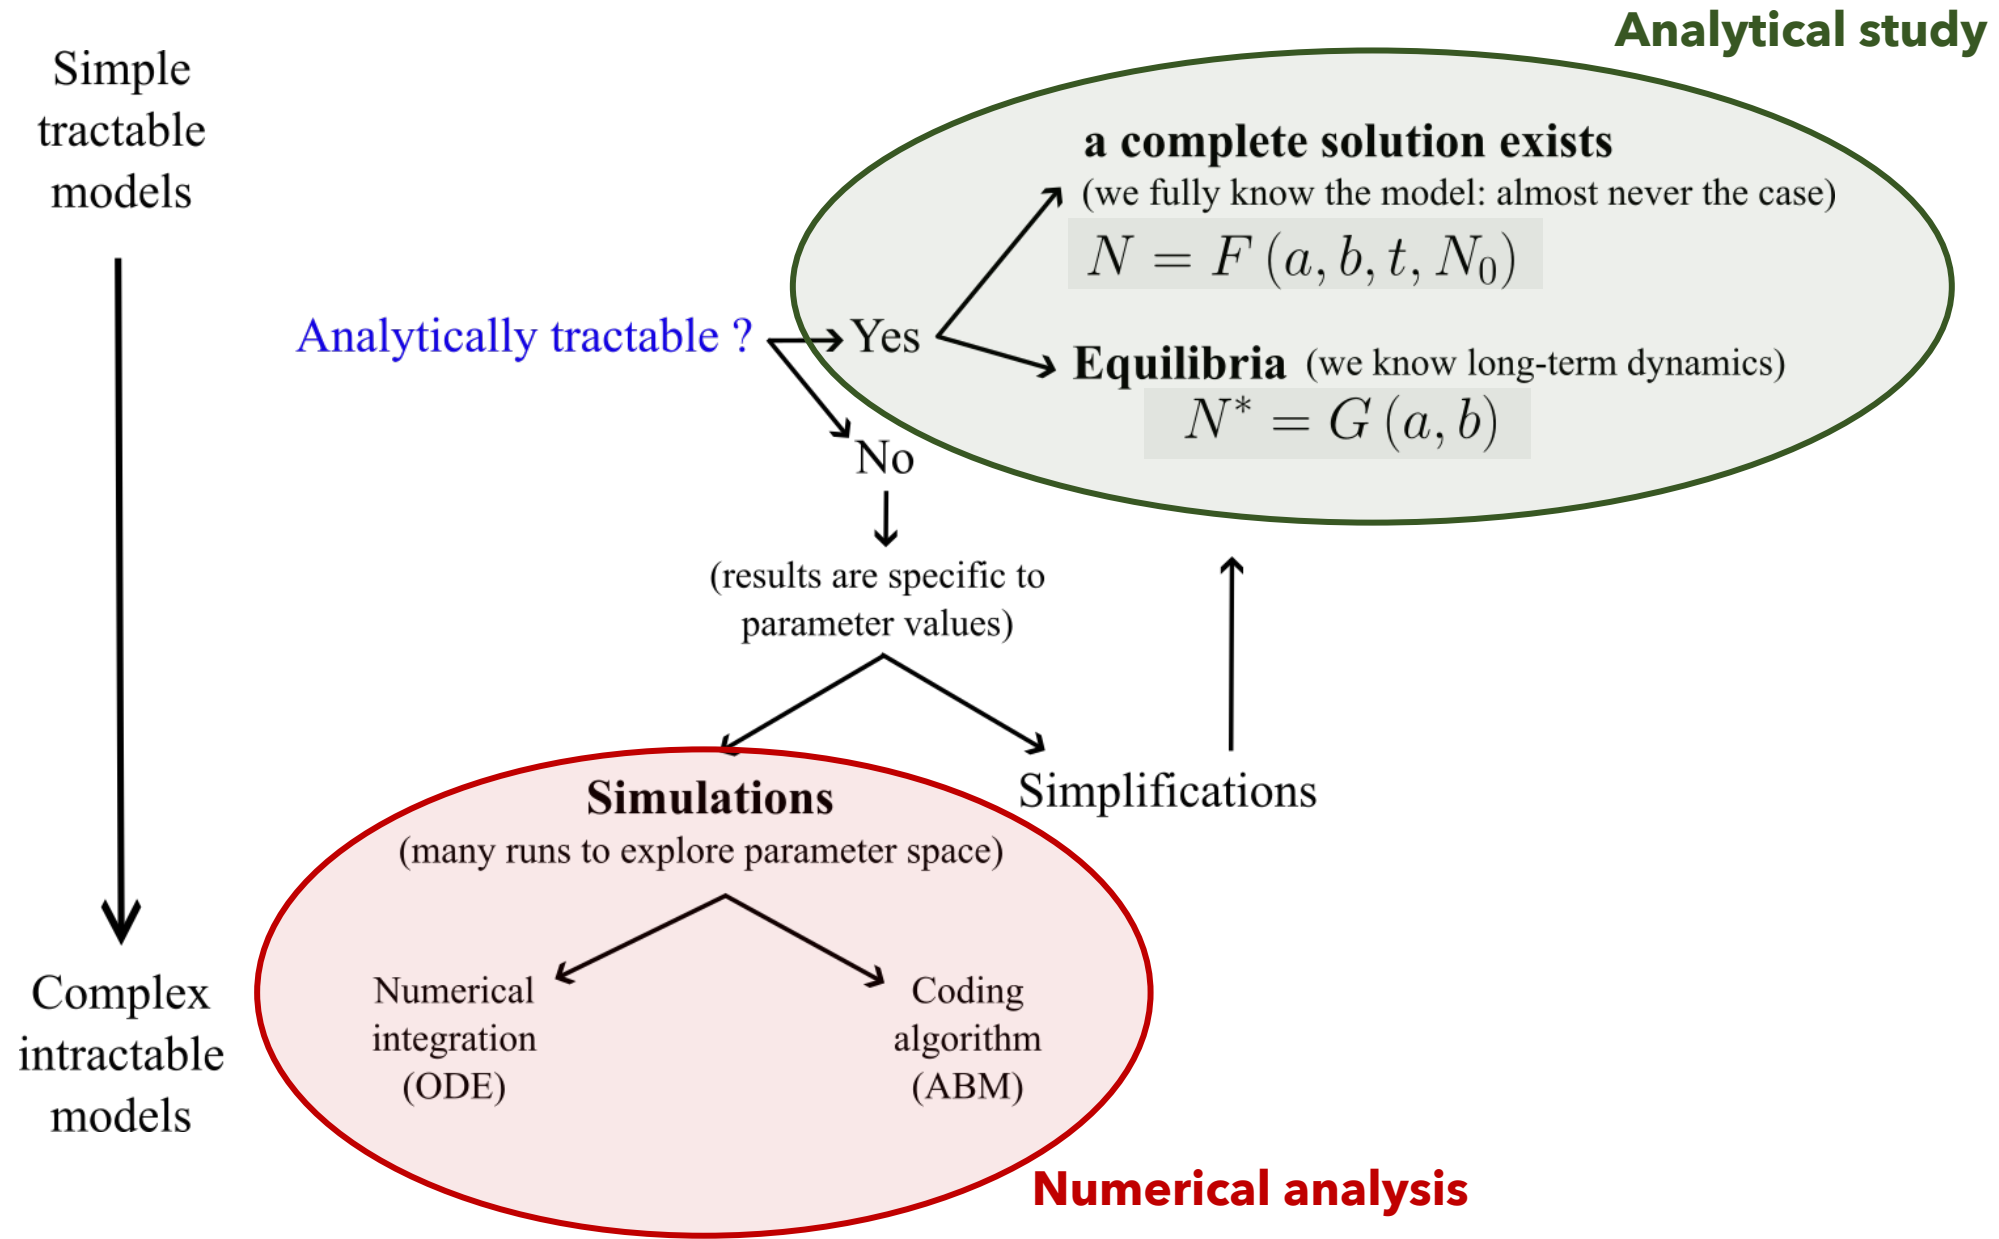 Analytical study
Simple
tractable
models
a complete solution exists
(we fully know the model: almost never the case)
N = F (a, b, t, N₀)
Analytically tractable ?
Yes
Equilibria (we know long-term dynamics)
N* = G (a, b)
No
(results are specific to
parameter values)
Simulations
(many runs to explore parameter space)
Simplifications
Numerical
integration
(ODE)
Coding
algorithm
(ABM)
Complex
intractable
models
Numerical analysis